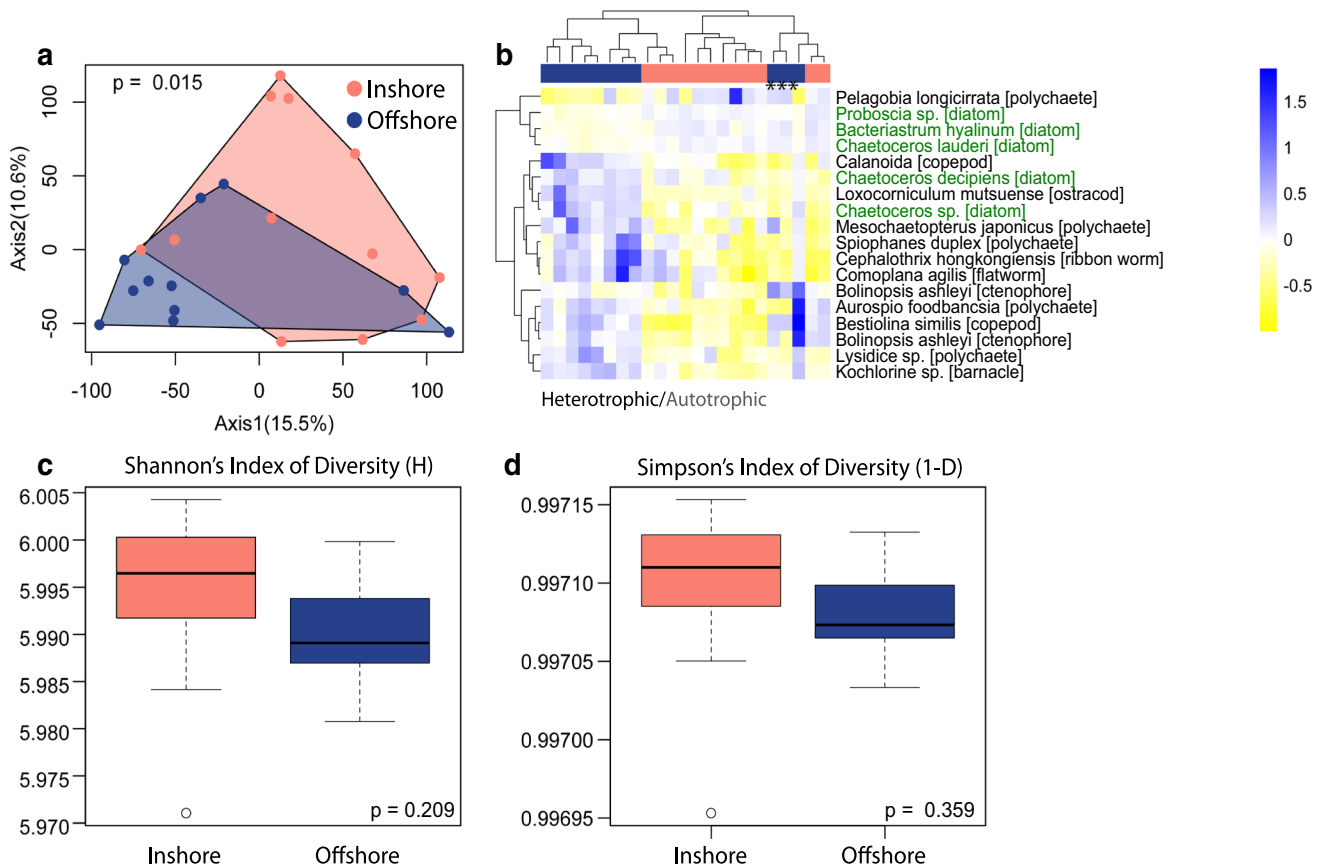 a
p = 0.015
Inshore
Offshore
100
50
0
-50
Axis2(10.6%)
-100
-50
0
50
100
Axis1(15.5%)
b
***
Pelagobia longicirrata [polychaete]
Proboscia sp. [diatom]
Bacteriastrum hyalinum [diatom]
Chaetoceros lauderi [diatom]
Calanoida [copepod]
Chaetoceros decipiens [diatom]
Loxocorniculum mutsuense [ostracod]
Chaetoceros sp. [diatom]
Mesochaetopterus japonicus [polychaete]
Spiophanes duplex [polychaete]
Cephalothrix hongkongiensis [ribbon worm]
Comoplana agilis [flatworm]
Bolinopsis ashleyi [ctenophore]
Aurospio foodbancsia [polychaete]
Bestiolina similis [copepod]
Bolinopsis ashleyi [ctenophore]
Lysidice sp. [polychaete]
Kochlorine sp. [barnacle]
Heterotrophic/Autotrophic
1.5
1
0.5
0
-0.5
c
Shannon's Index of Diversity (H)
6.005
6.000
5.995
5.990
5.985
5.980
5.975
5.970
p = 0.209
Inshore
Offshore
d
Simpson's Index of Diversity (1-D)
0.99715
0.99710
0.99705
0.99700
0.99695
p = 0.359
Inshore
Offshore